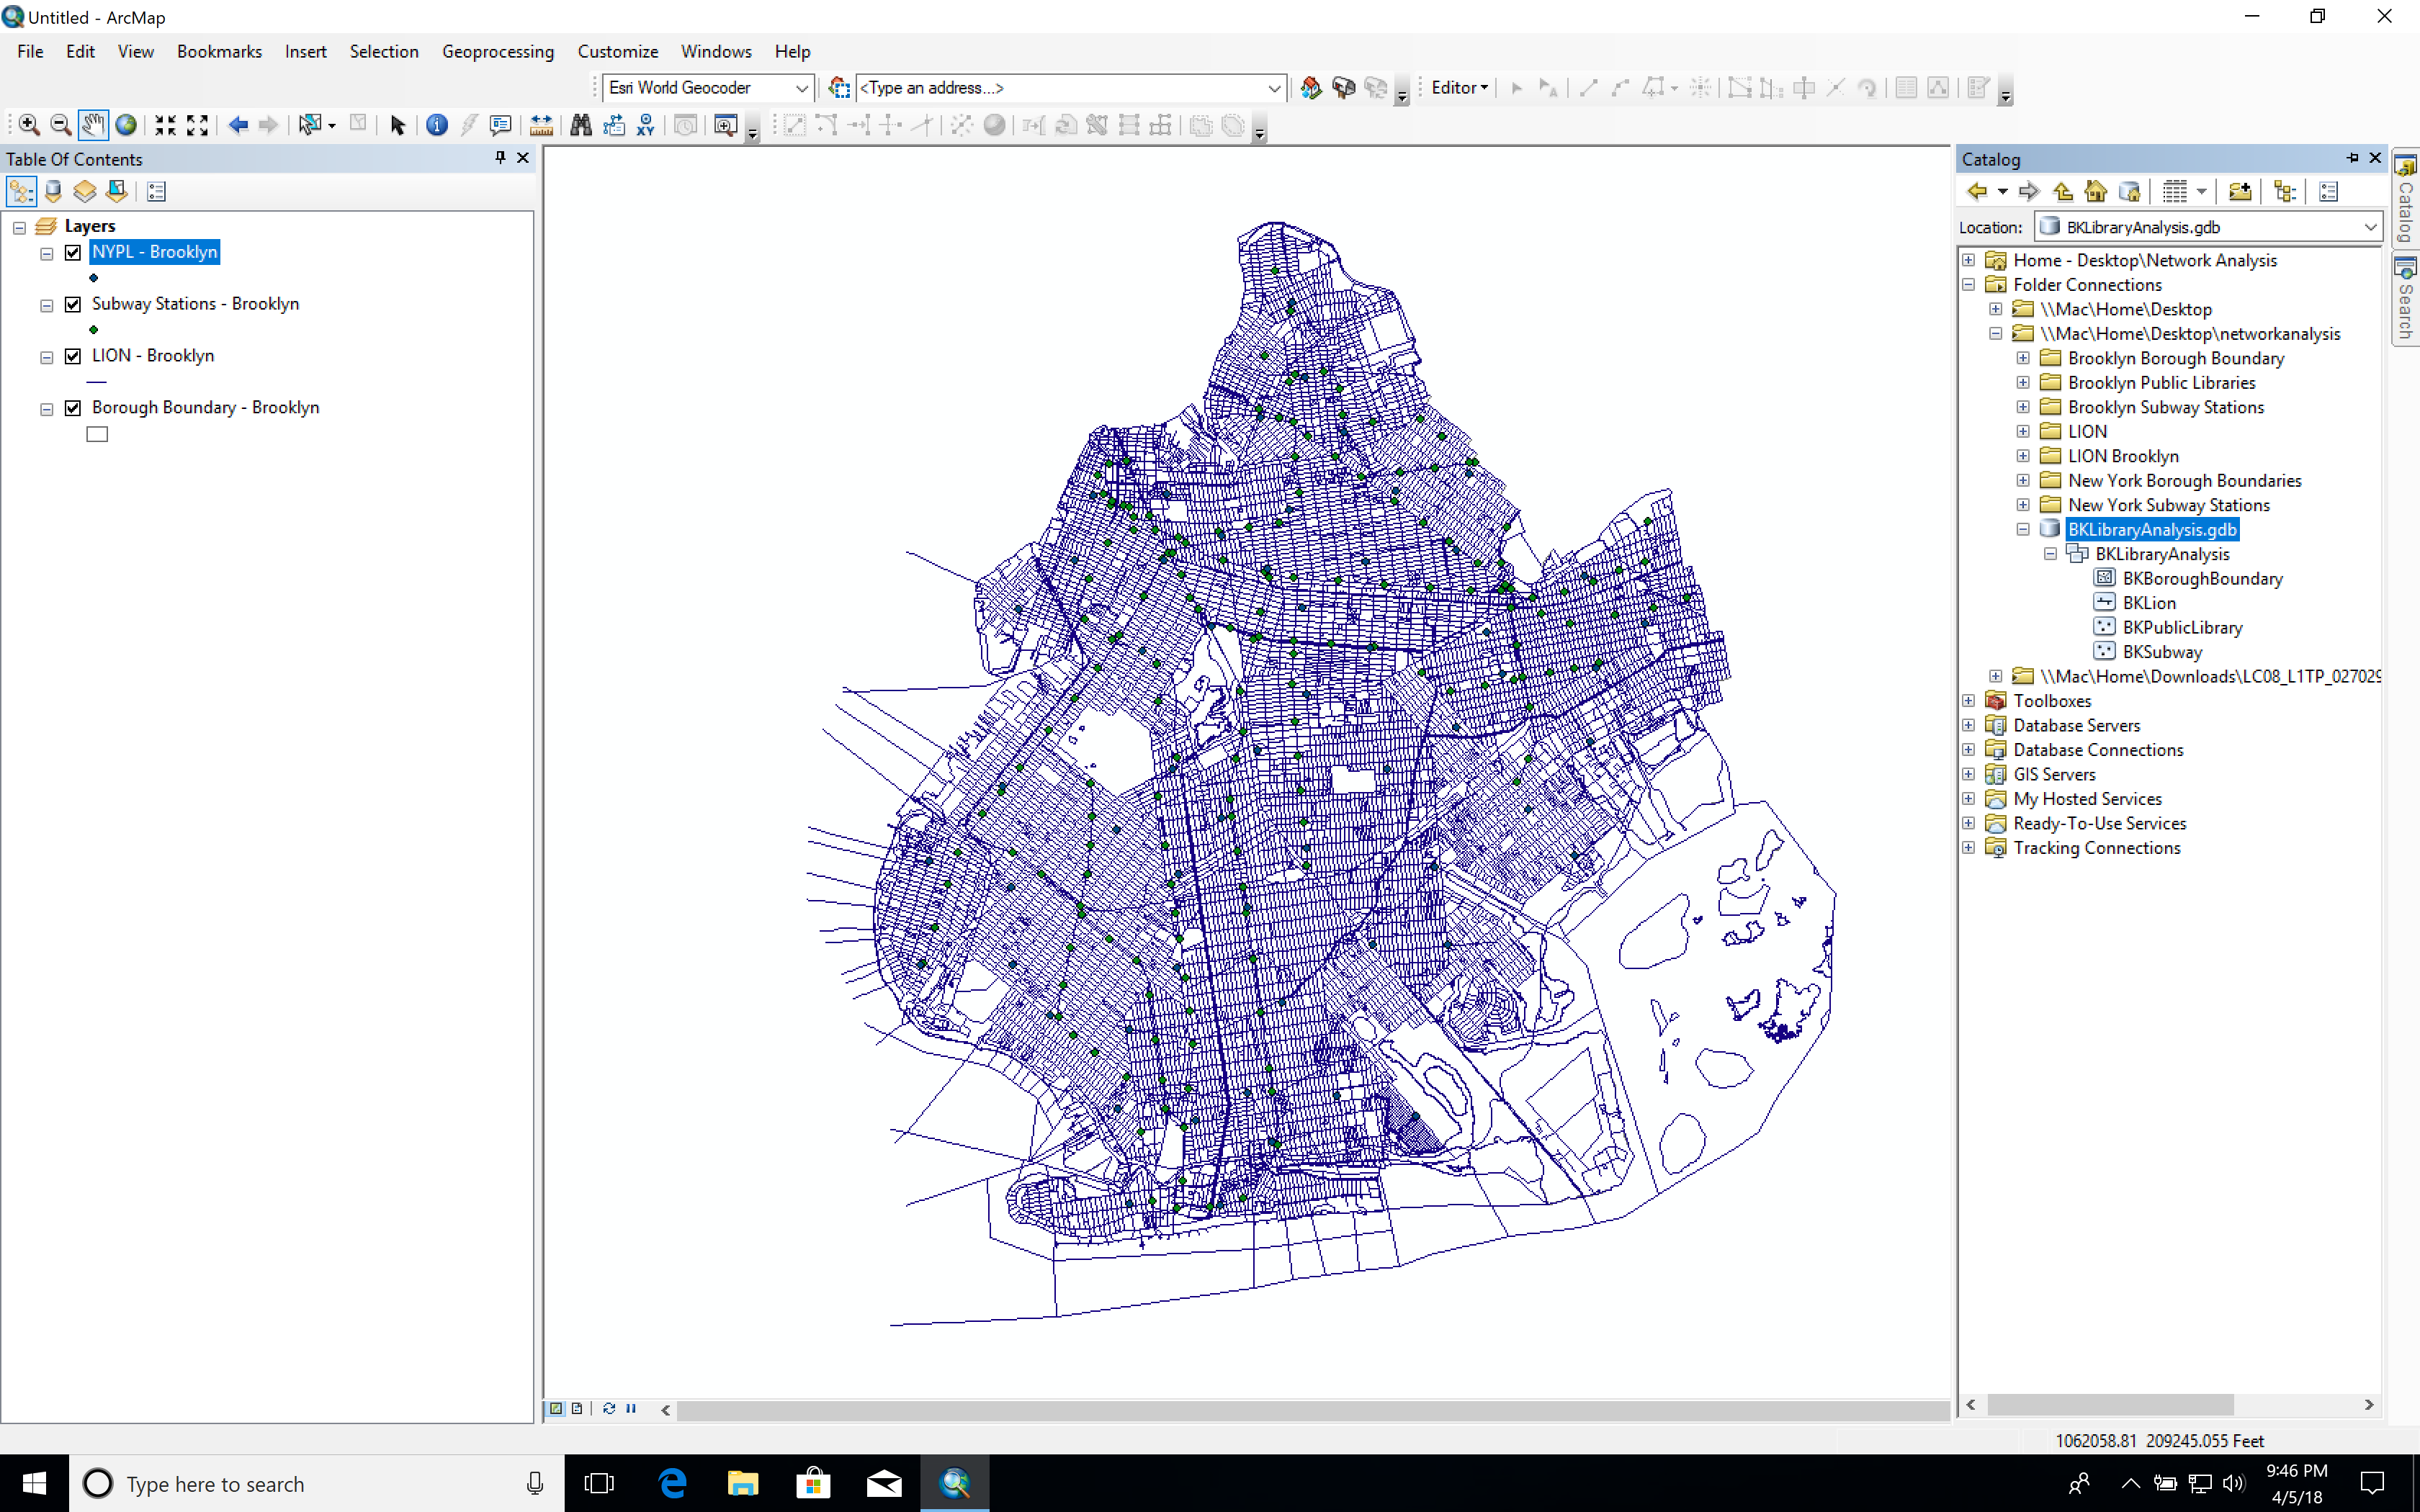 Untitled - ArcMap
File Edit View Bookmarks Insert Selection Geoprocessing Customize Windows Help
Esri World Geocoder <Type an address...> Editor
XY
Table Of Contents
Layers
NYPL - Brooklyn
Subway Stations - Brooklyn
LION - Brooklyn
Borough Boundary - Brooklyn
Catalog
Location: BKLibraryAnalysis.gdb
Home - Desktop\Network Analysis
Folder Connections
\\Mac\Home\Desktop
\\Mac\Home\Desktop\networkanalysis
Brooklyn Borough Boundary
Brooklyn Public Libraries
Brooklyn Subway Stations
LION
LION Brooklyn
New York Borough Boundaries
New York Subway Stations
BKLibraryAnalysis.gdb
BKLibraryAnalysis
BKBoroughBoundary
BKLion
BKPublicLibrary
BKSubway
\\Mac\Home\Downloads\LC08_L1TP_027029
Toolboxes
Database Servers
Database Connections
GIS Servers
My Hosted Services
Ready-To-Use Services
Tracking Connections
Catalog
Search
1062058.81 209245.055 Feet
Type here to search
9:46 PM
4/5/18